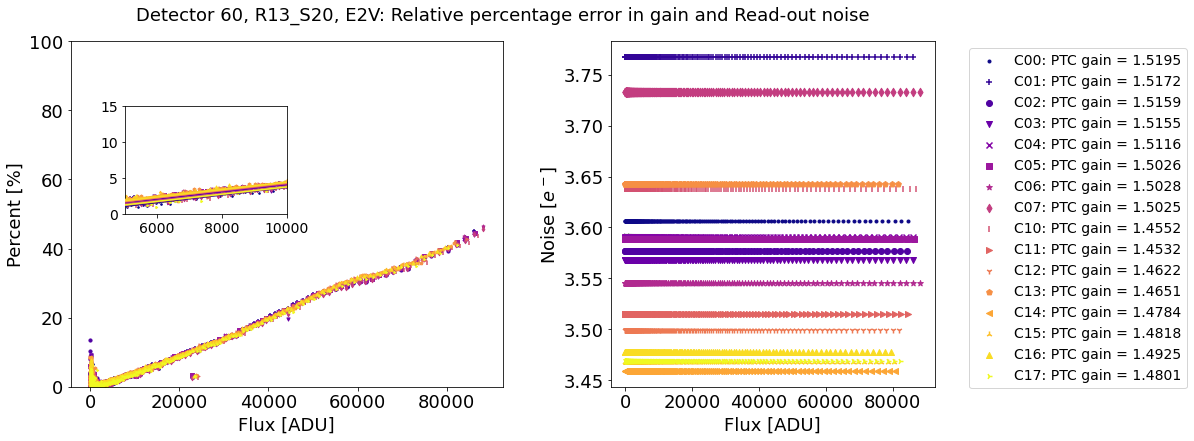 Detector 60, R13_S20, E2V: Relative percentage error in gain and Read-out noise
Percent [%]
100
80
60
40
20
0
15
10
5
0
6000 8000 10000
0 20000 40000 60000 80000
Flux [ADU]
Noise [e⁻]
3.75
3.70
3.65
3.60
3.55
3.50
3.45
0 20000 40000 60000 80000
Flux [ADU]
C00: PTC gain = 1.5195
C01: PTC gain = 1.5172
C02: PTC gain = 1.5159
C03: PTC gain = 1.5155
C04: PTC gain = 1.5116
C05: PTC gain = 1.5026
C06: PTC gain = 1.5028
C07: PTC gain = 1.5025
C10: PTC gain = 1.4552
C11: PTC gain = 1.4532
C12: PTC gain = 1.4622
C13: PTC gain = 1.4651
C14: PTC gain = 1.4784
C15: PTC gain = 1.4818
C16: PTC gain = 1.4925
C17: PTC gain = 1.4801